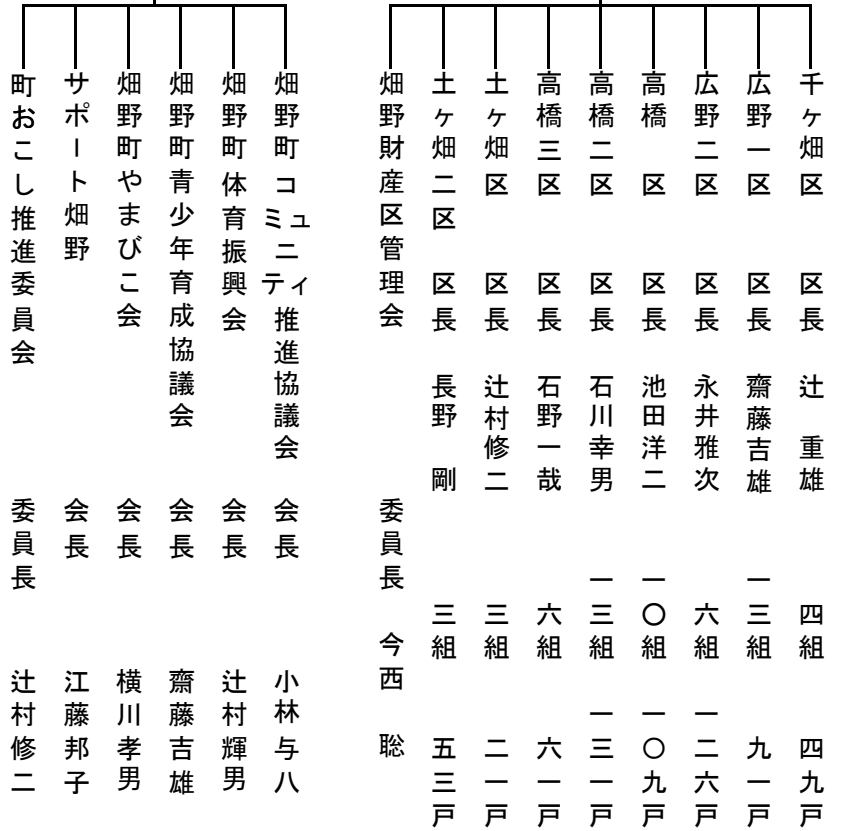 千ヶ畑区 区長 辻 重雄 四組 四九戸
広野一区 区長 齋藤吉雄 一三組 九一戸
広野二区 区長 永井雅次 六組 一二六戸
高橋 区 区長 池田洋二 一〇組 一〇九戸
高橋二区 区長 石川幸男 一三組 一三一戸
高橋三区 区長 石野一哉 六組 六一戸
土ヶ畑区 区長 辻村修二 三組 二一戸
土ヶ畑二区 区長 長野 剛 三組 五三戸
畑野財産区管理会 委員長 今西 聡
畑野町コミュニティ推進協議会 会長 小林与八
畑野町体育振興会 会長 辻村輝男
畑野町青少年育成協議会 会長 齋藤吉雄
畑野町やまびこ会 会長 横川孝男
サポート畑野 会長 江藤邦子
町おこし推進委員会 委員長 辻村修二